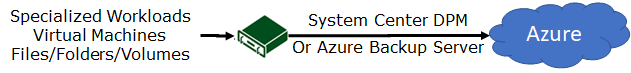 Specialized Workloads
Virtual Machines
Files/Folders/Volumes
System Center DPM
Or Azure Backup Server
Azure